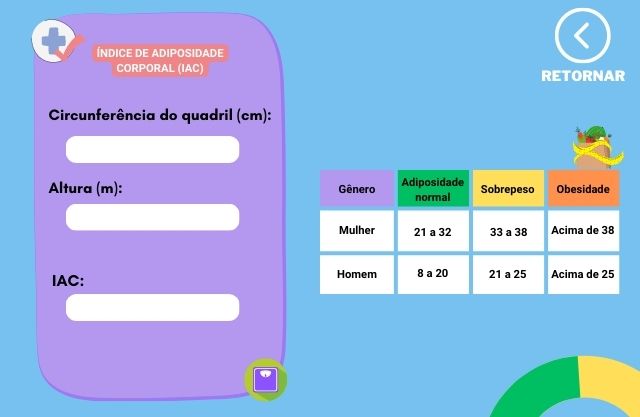 ÍNDICE DE ADIPOSIDADE
CORPORAL (IAC)
RETORNAR
Circunferência do quadril (cm):
Altura (m):
IAC:
Gênero
Adiposidade
normal
Sobrepeso
Obesidade
Mulher
21 a 32
33 a 38
Acima de 38
Homem
8 a 20
21 a 25
Acima de 25